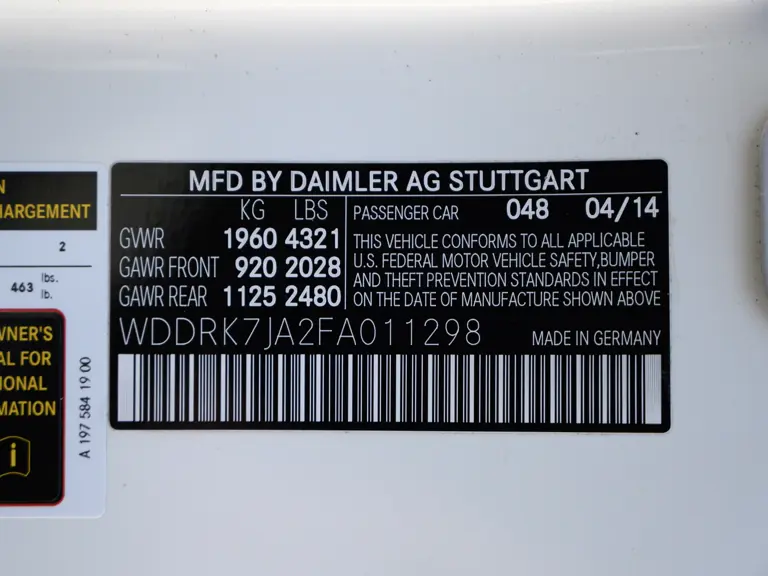 N
HARGEMENT
2
463 lbs.
lb.
WNER'S
AL FOR
IONAL
MATION
i
A 197 584 19 00
MFD BY DAIMLER AG STUTTGART
KG LBS
GVWR 1960 4321
GAWR FRONT 920 2028
GAWR REAR 1125 2480
PASSENGER CAR 048 04/14
THIS VEHICLE CONFORMS TO ALL APPLICABLE
U.S. FEDERAL MOTOR VEHICLE SAFETY,BUMPER
AND THEFT PREVENTION STANDARDS IN EFFECT
ON THE DATE OF MANUFACTURE SHOWN ABOVE
WDDRK7JA2FA011298
MADE IN GERMANY